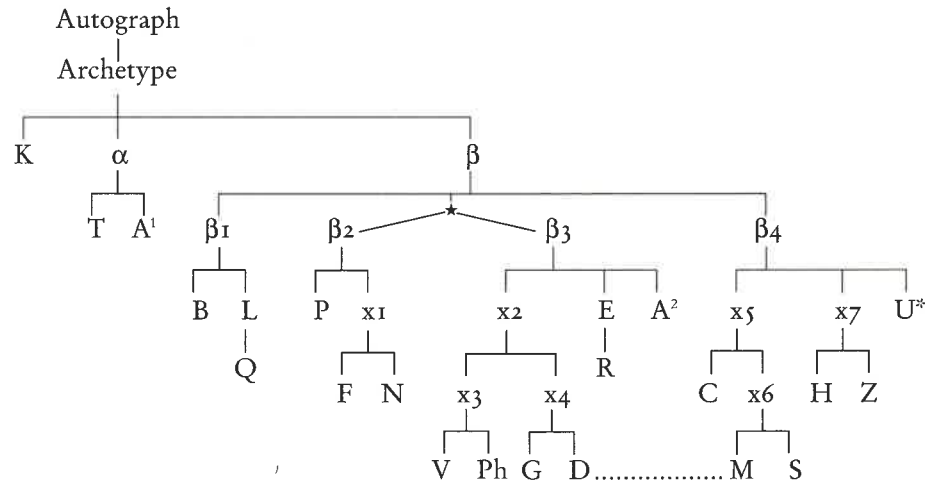 Autograph
Archetype
K α β
★
T A¹ β1 β2 β3 β4
B L P x1 x2 E A² x5 x7 U*
Q F N R C x6 H Z
x3 x4
V Ph G D.................. M S